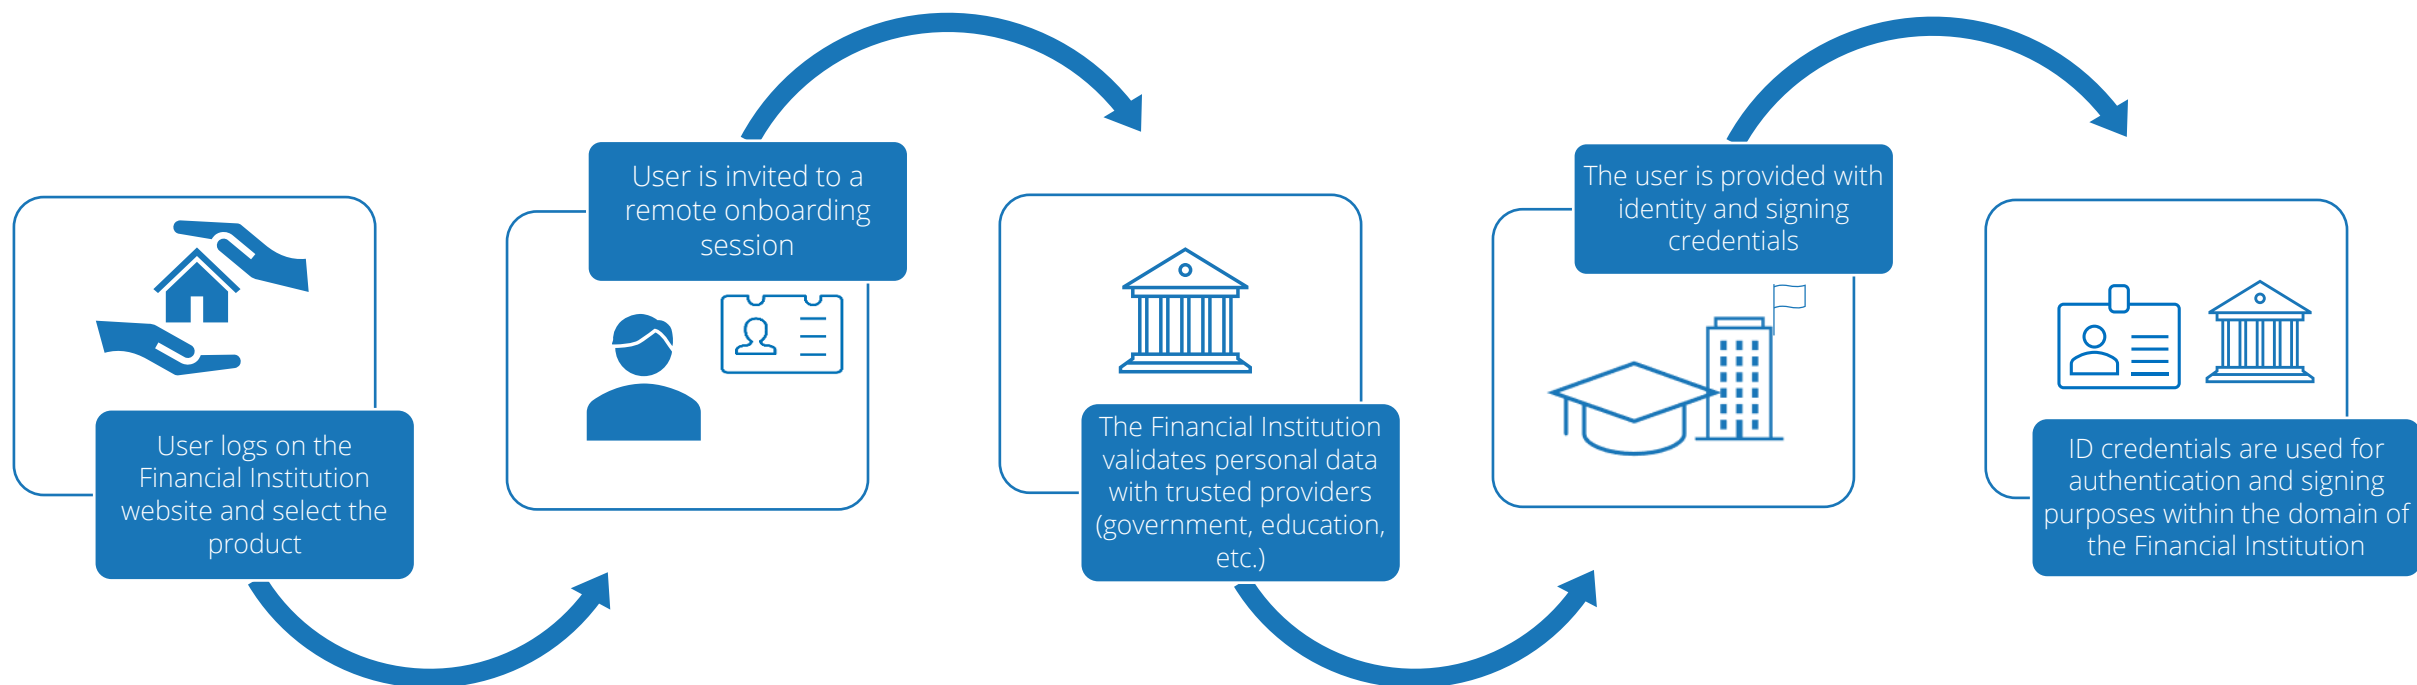 User logs on the
Financial Institution
website and select the
product
User is invited to a
remote onboarding
session
The Financial Institution
validates personal data
with trusted providers
(government, education,
etc.)
The user is provided with
identity and signing
credentials
ID credentials are used for
authentication and signing
purposes within the domain of
the Financial Institution